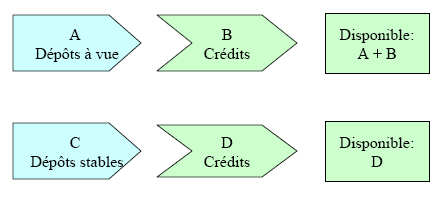 A
Dépôts à vue
B
Crédits
Disponible:
A + B
C
Dépôts stables
D
Crédits
Disponible:
D